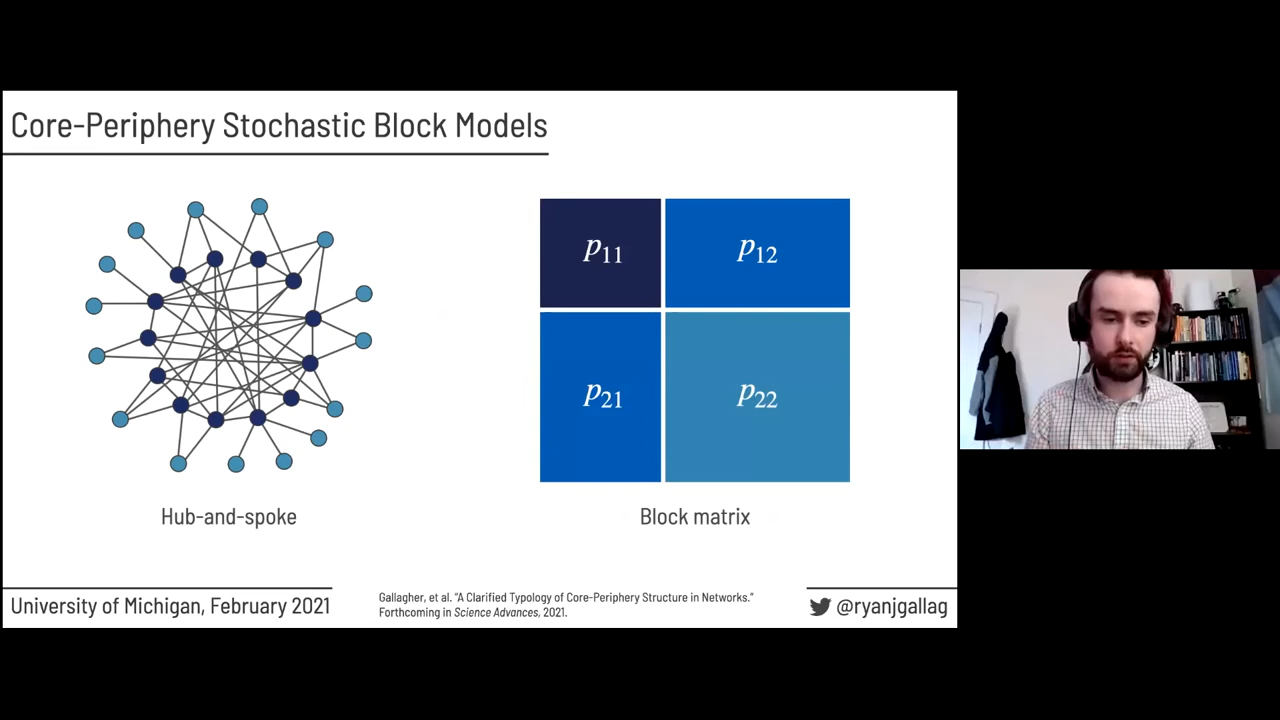 Core-Periphery Stochastic Block Models
p11
p12
p21
p22
Hub-and-spoke
Block matrix
University of Michigan, February 2021
Gallagher, et al. “A Clarified Typology of Core-Periphery Structure in Networks.”
Forthcoming in Science Advances, 2021.
@ryanjgallag